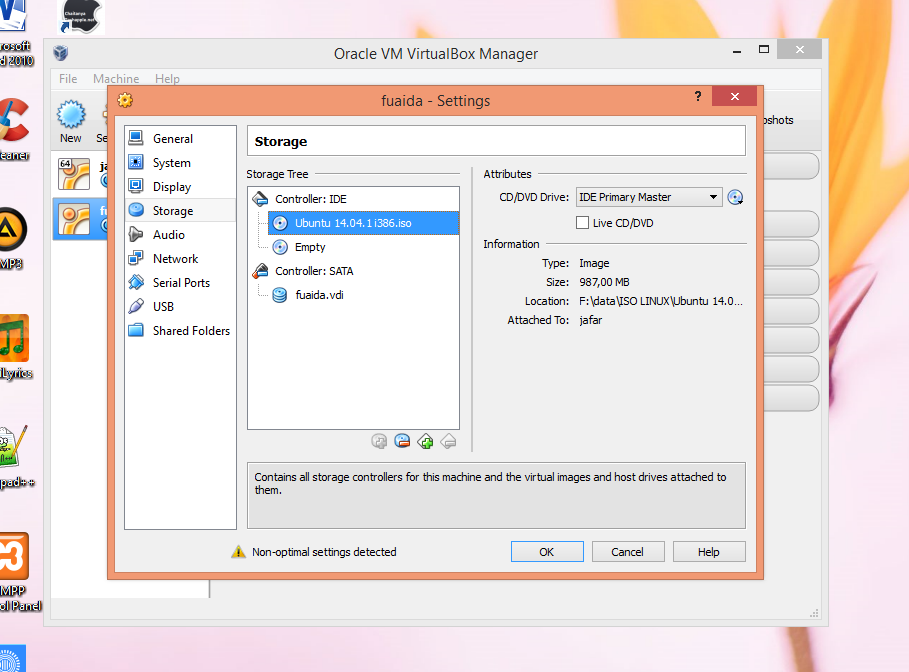 Chaitanya
rosoft
d 2010
eaner
MP3
Lyrics
pad++
MPP
ol Panel
Oracle VM VirtualBox Manager
File Machine Help
New Se
pshots
64 ja
fu
fuaida - Settings
?
General
System
Display
Storage
Audio
Network
Serial Ports
USB
Shared Folders
Storage
Storage Tree
Controller: IDE
Ubuntu 14.04.1 i386.iso
Empty
Controller: SATA
fuaida.vdi
Attributes
CD/DVD Drive: IDE Primary Master
Live CD/DVD
Information
Type: Image
Size: 987,00 MB
Location: F:\data\ISO LINUX\Ubuntu 14.0...
Attached To: jafar
Contains all storage controllers for this machine and the virtual images and host drives attached to
them.
Non-optimal settings detected
OK Cancel Help